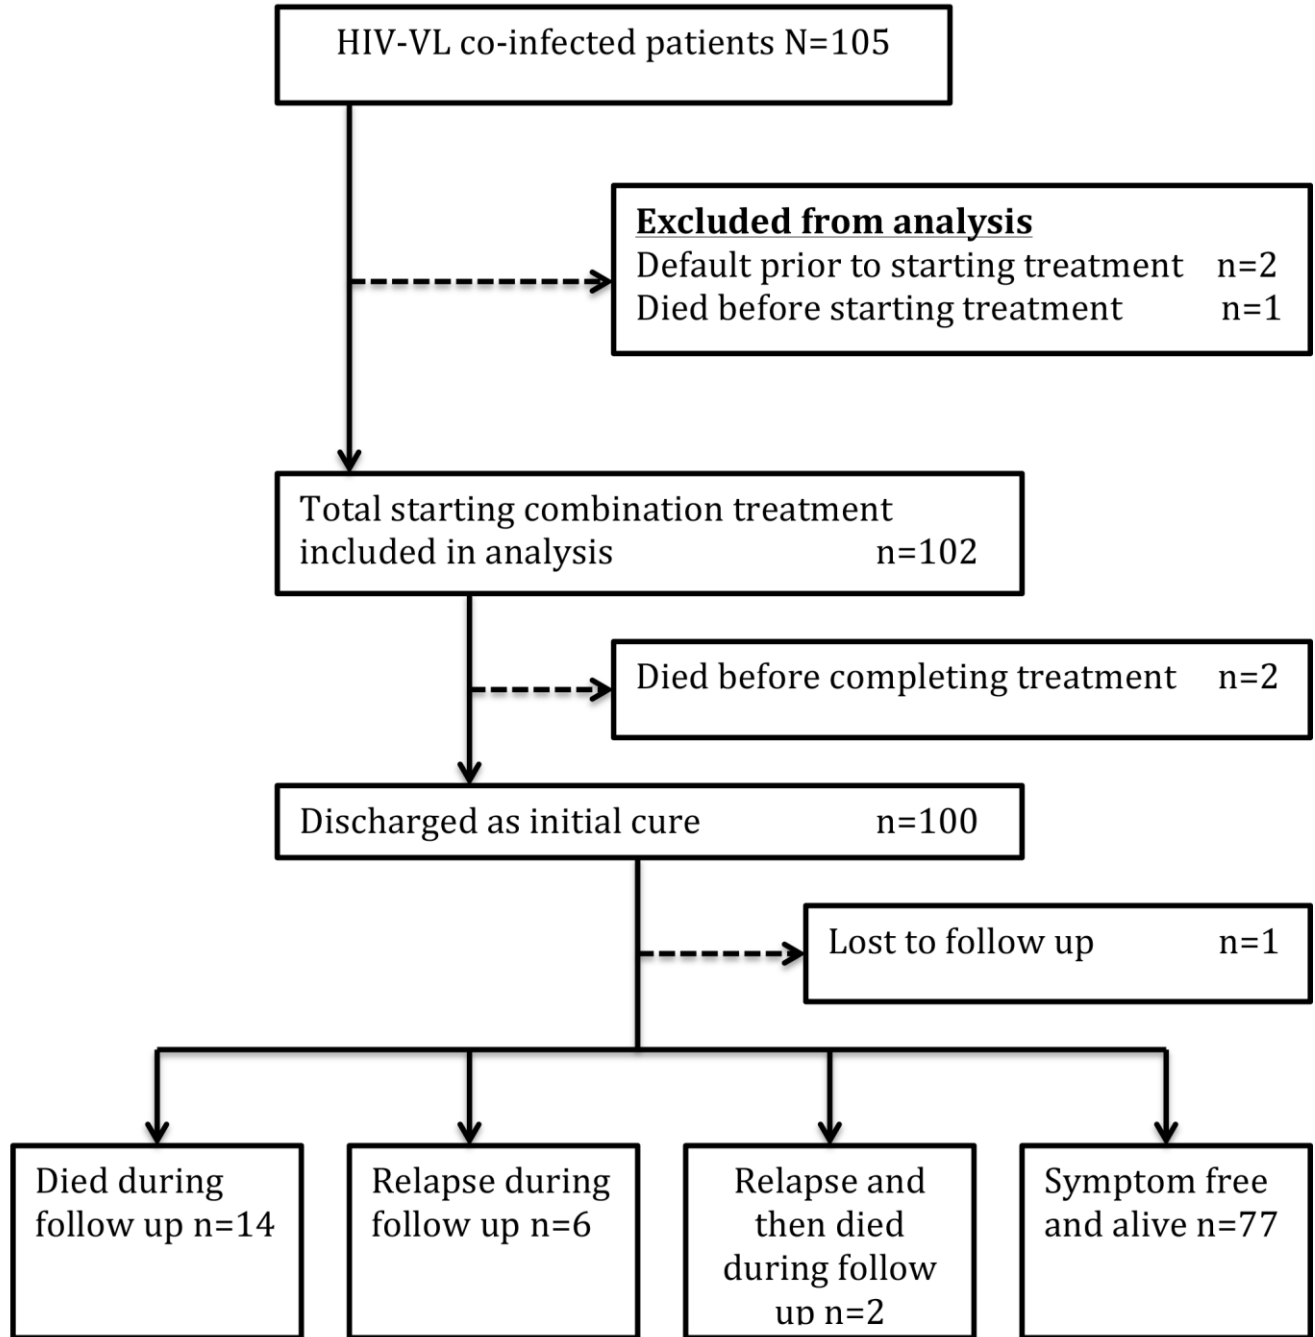 HIV-VL co-infected patients N=105
Excluded from analysis
Default prior to starting treatment n=2
Died before starting treatment n=1
Total starting combination treatment
included in analysis n=102
Died before completing treatment n=2
Discharged as initial cure n=100
Lost to follow up n=1
Died during
follow up n=14
Relapse during
follow up n=6
Relapse and
then died
during follow
up n=2
Symptom free
and alive n=77